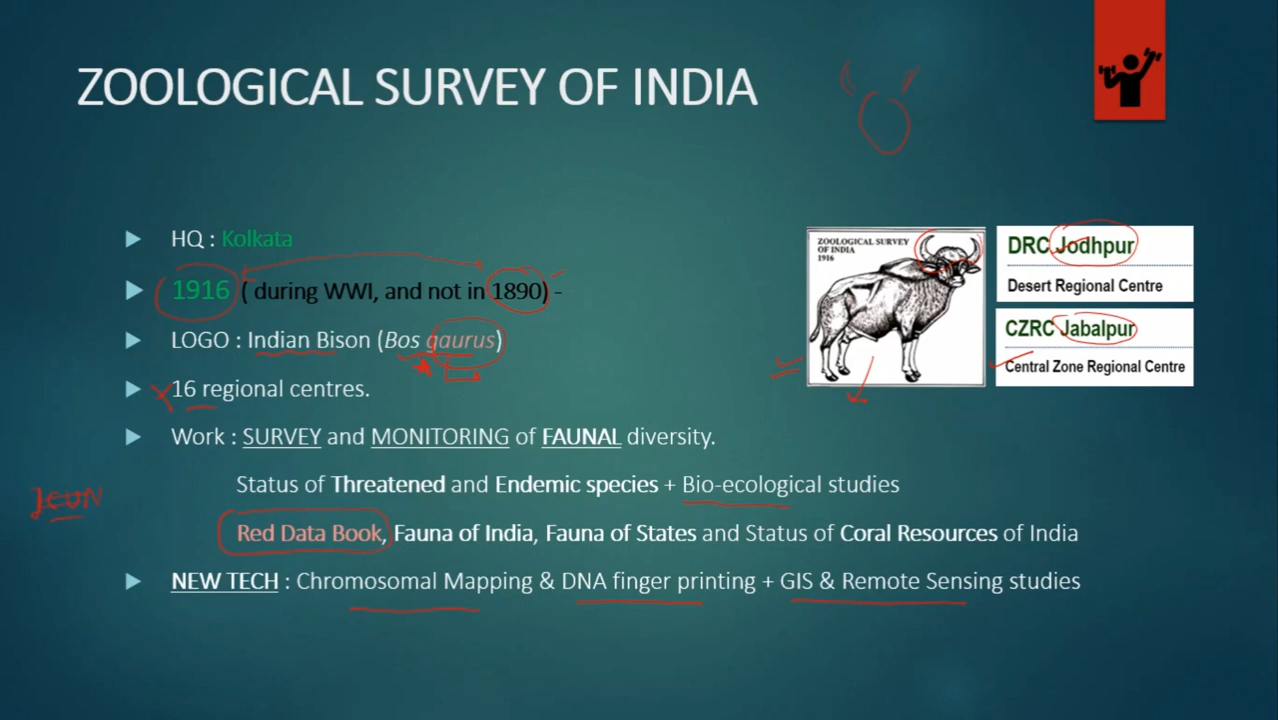 ZOOLOGICAL SURVEY OF INDIA
HQ : Kolkata
1916 ( during WWI, and not in 1890) -
LOGO : Indian Bison (Bos gaurus)
16 regional centres.
Work : SURVEY and MONITORING of FAUNAL diversity.
Status of Threatened and Endemic species + Bio-ecological studies
Red Data Book, Fauna of India, Fauna of States and Status of Coral Resources of India
NEW TECH : Chromosomal Mapping & DNA finger printing + GIS & Remote Sensing studies
ZOOLOGICAL SURVEY
OF INDIA
1916
DRC Jodhpur
Desert Regional Centre
CZRC Jabalpur
Central Zone Regional Centre